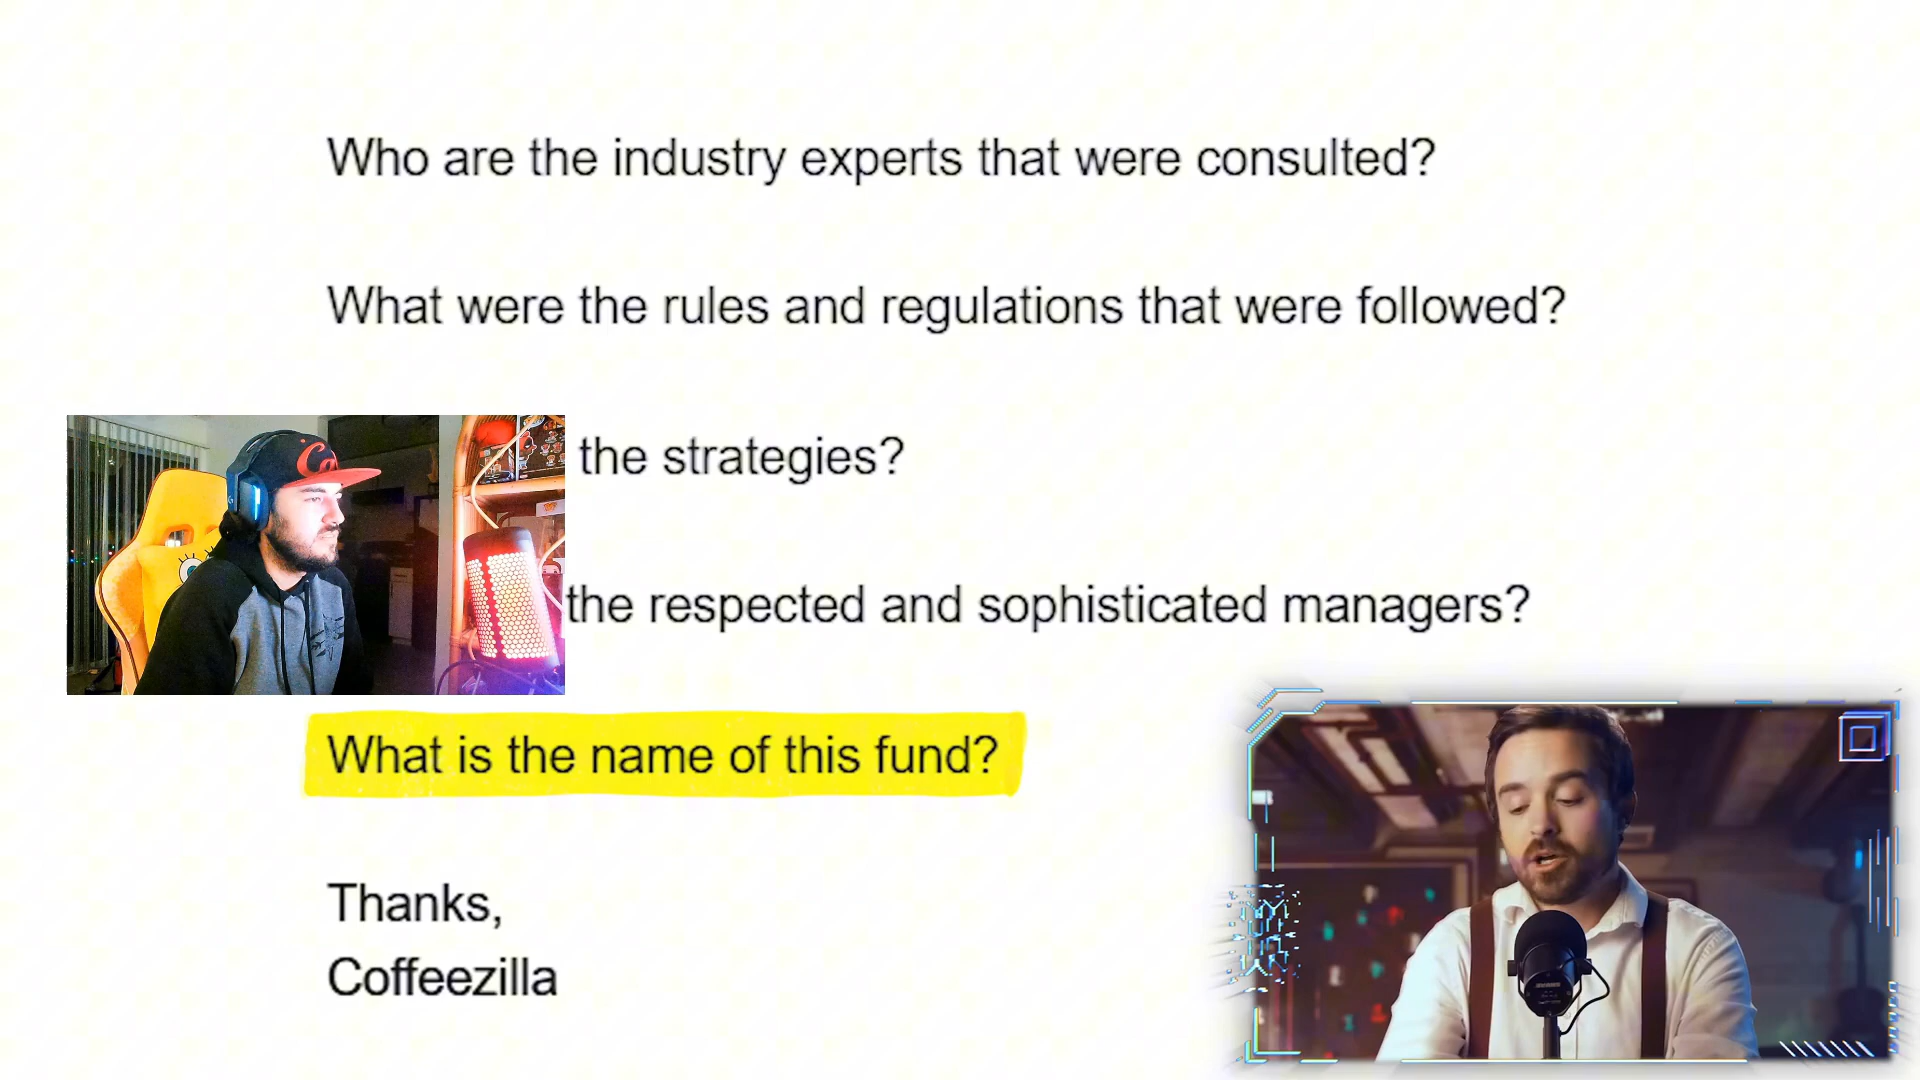 Who are the industry experts that were consulted?
What were the rules and regulations that were followed?
the strategies?
the respected and sophisticated managers?
What is the name of this fund?
Thanks,
Coffeezilla